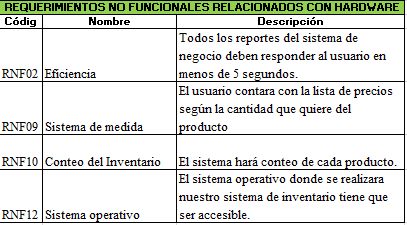 REQUERIMIENTOS NO FUNCIONALES RELACIONADOS CON HARDWARE
Códig Nombre Descripción
Todos los reportes del sistema de
negocio deben responder al usuario en
RNF02 Eficiencia menos de 5 segundos.
El usuario contara con la lista de precios
según la cantidad que quiere del
RNF09 Sistema de medida producto
RNF10 Conteo del Inventario El sistema hará conteo de cada producto.
El sistema operativo donde se realizara
nuestro sistema de inventario tiene que
RNF12 Sistema operativo ser accesible.